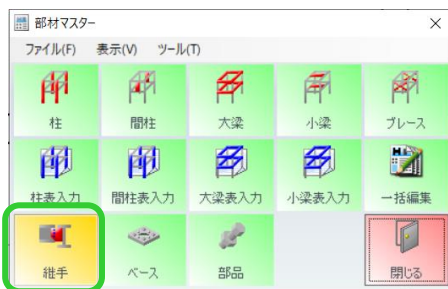 部材マスター
ファイル(F) 表示(V) ツール(T)
柱 間柱 大梁 小梁 ブレース
柱表入力 間柱表入力 大梁表入力 小梁表入力 一括編集
継手 ベース 部品 閉じる